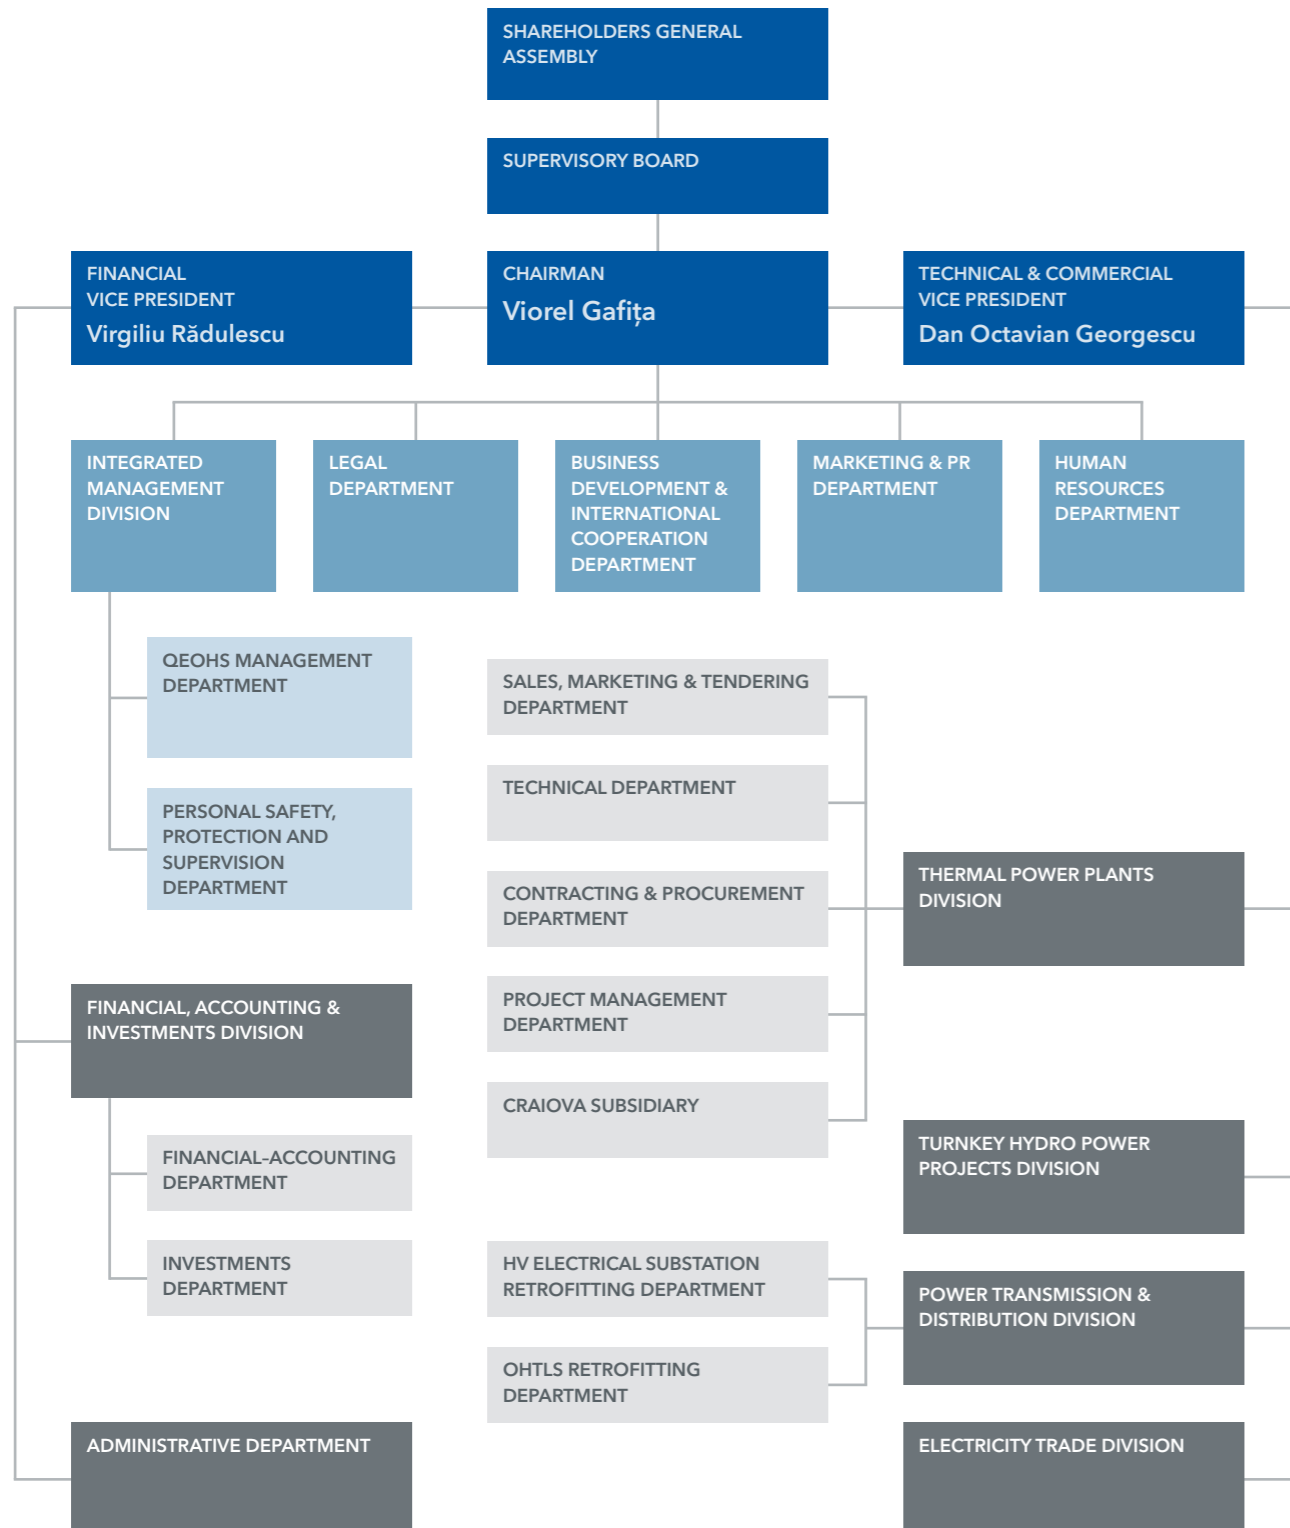 SHAREHOLDERS GENERAL
ASSEMBLY
SUPERVISORY BOARD
FINANCIAL
VICE PRESIDENT
Virgiliu Rădulescu
CHAIRMAN
Viorel Gafița
TECHNICAL & COMMERCIAL
VICE PRESIDENT
Dan Octavian Georgescu
INTEGRATED
MANAGEMENT
DIVISION
LEGAL
DEPARTMENT
BUSINESS
DEVELOPMENT &
INTERNATIONAL
COOPERATION
DEPARTMENT
MARKETING & PR
DEPARTMENT
HUMAN
RESOURCES
DEPARTMENT
QEOHS MANAGEMENT
DEPARTMENT
PERSONAL SAFETY,
PROTECTION AND
SUPERVISION
DEPARTMENT
FINANCIAL, ACCOUNTING &
INVESTMENTS DIVISION
FINANCIAL–ACCOUNTING
DEPARTMENT
INVESTMENTS
DEPARTMENT
ADMINISTRATIVE DEPARTMENT
SALES, MARKETING & TENDERING
DEPARTMENT
TECHNICAL DEPARTMENT
CONTRACTING & PROCUREMENT
DEPARTMENT
PROJECT MANAGEMENT
DEPARTMENT
CRAIOVA SUBSIDIARY
HV ELECTRICAL SUBSTATION
RETROFITTING DEPARTMENT
OHTLS RETROFITTING
DEPARTMENT
THERMAL POWER PLANTS
DIVISION
TURNKEY HYDRO POWER
PROJECTS DIVISION
POWER TRANSMISSION &
DISTRIBUTION DIVISION
ELECTRICITY TRADE DIVISION